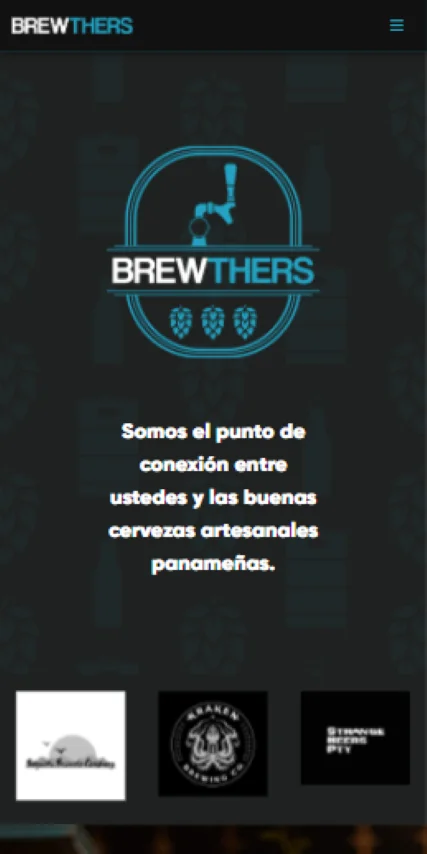 BREWTHERS
BREWTHERS
Somos el punto de
conexión entre
ustedes y las buenas
cervezas artesanales
panameñas.
KRAKEN
BREWING CO.
STRANGE
BEERS
PTY